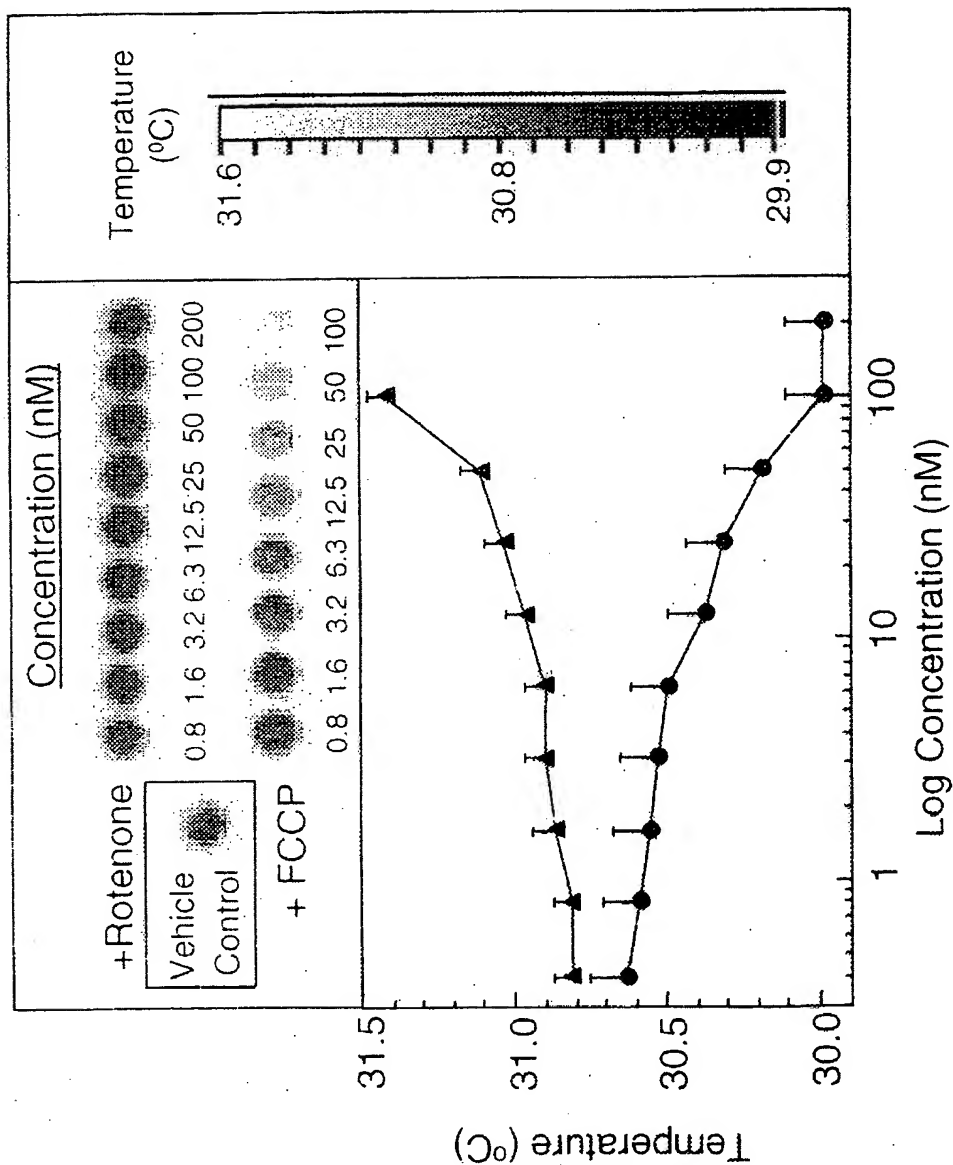 Concentration (nM)
+Rotenone
0.8 1.6 3.2 6.3 12.5 25 50 100 200
Vehicle
Control
+ FCCP
0.8 1.6 3.2 6.3 12.5 25 50 100
Temperature
(⁰C)
31.6
30.8
29.9
Temperature (⁰C)
31.5
31.0
30.5
30.0
1
10
100
Log Concentration (nM)